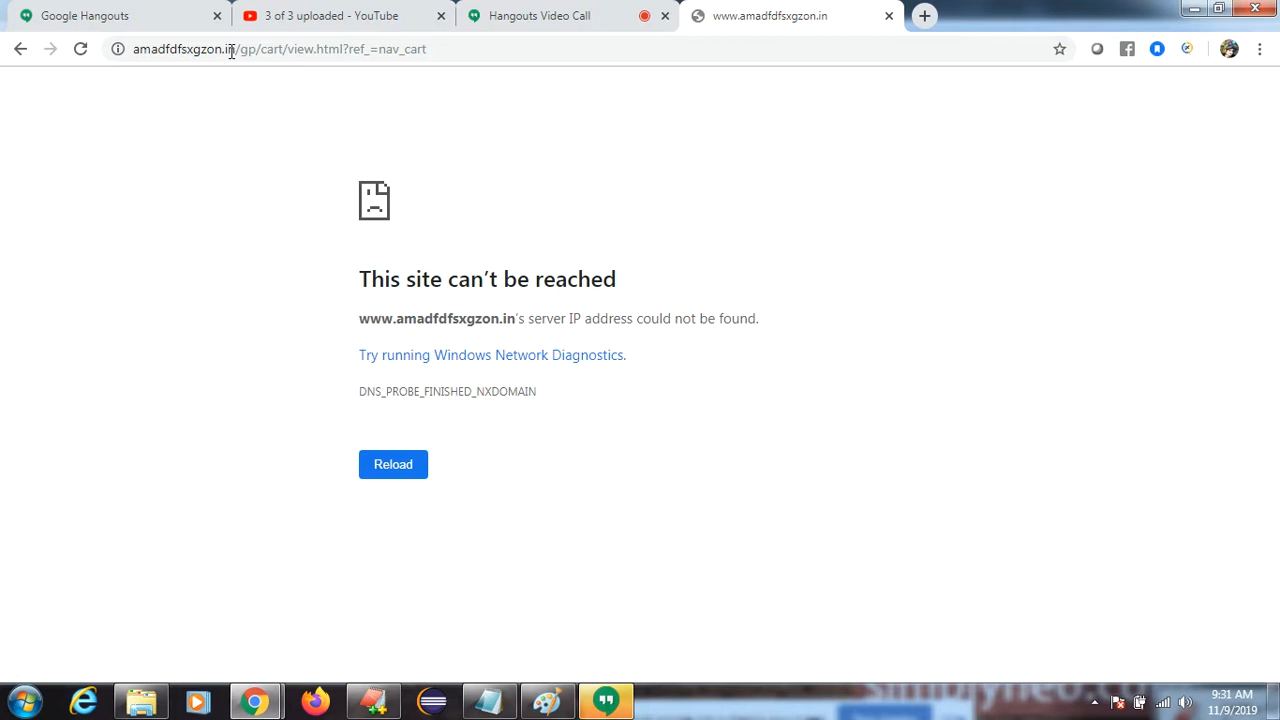 Google Hangouts
3 of 3 uploaded - YouTube
Hangouts Video Call
www.amadfdfsxgzon.in
amadfdfsxgzon.in/gp/cart/view.html?ref_=nav_cart
This site can't be reached
www.amadfdfsxgzon.in's server IP address could not be found.
Try running Windows Network Diagnostics.
DNS_PROBE_FINISHED_NXDOMAIN
Reload
9:31 AM
11/9/2019